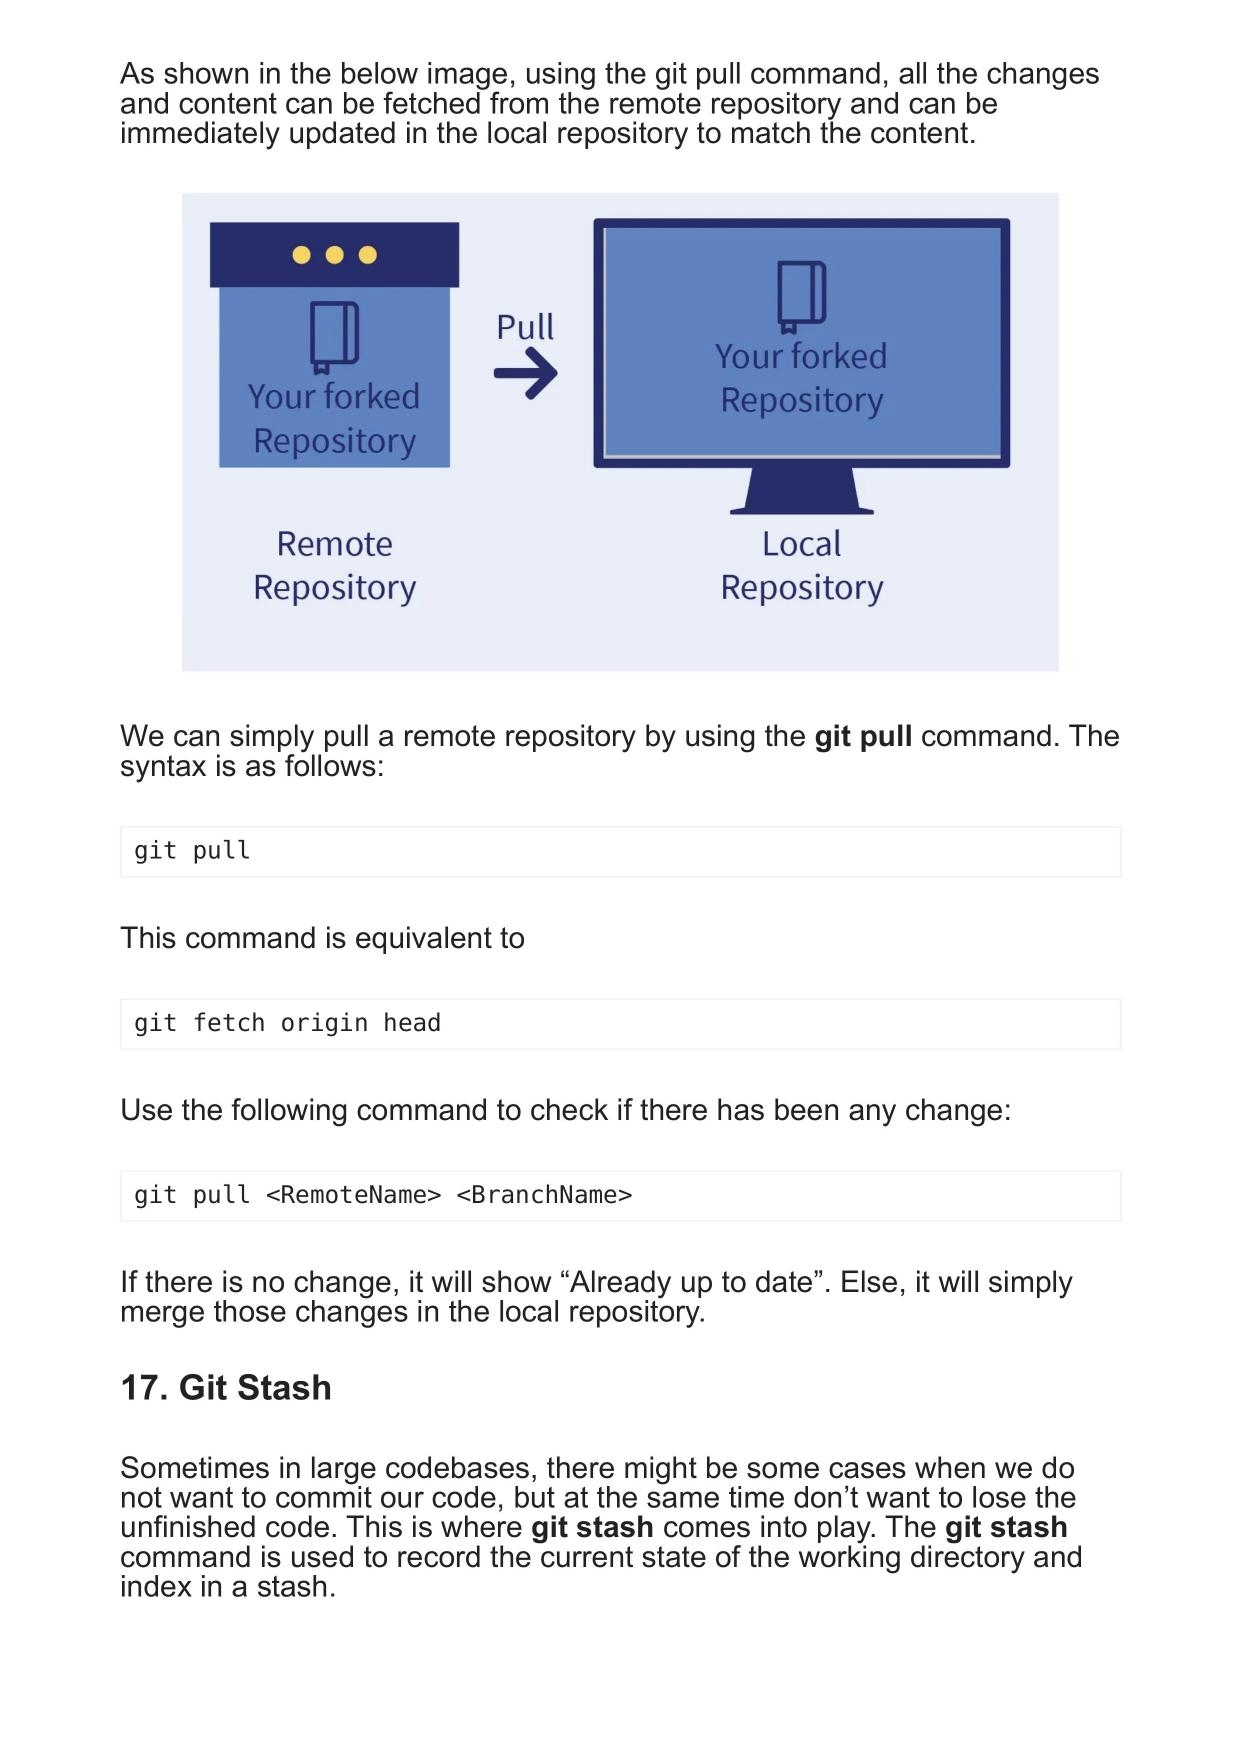 As shown in the below image, using the git pull command, all the changes
and content can be fetched from the remote repository and can be
immediately updated in the local repository to match the content.
Your forked
Repository
Pull
Your forked
Repository
Remote
Repository
Local
Repository
We can simply pull a remote repository by using the git pull command. The
syntax is as follows:
git pull
This command is equivalent to
git fetch origin head
Use the following command to check if there has been any change:
git pull <RemoteName> <BranchName>
If there is no change, it will show “Already up to date”. Else, it will simply
merge those changes in the local repository.
17. Git Stash
Sometimes in large codebases, there might be some cases when we do
not want to commit our code, but at the same time don’t want to lose the
unfinished code. This is where git stash comes into play. The git stash
command is used to record the current state of the working directory and
index in a stash.